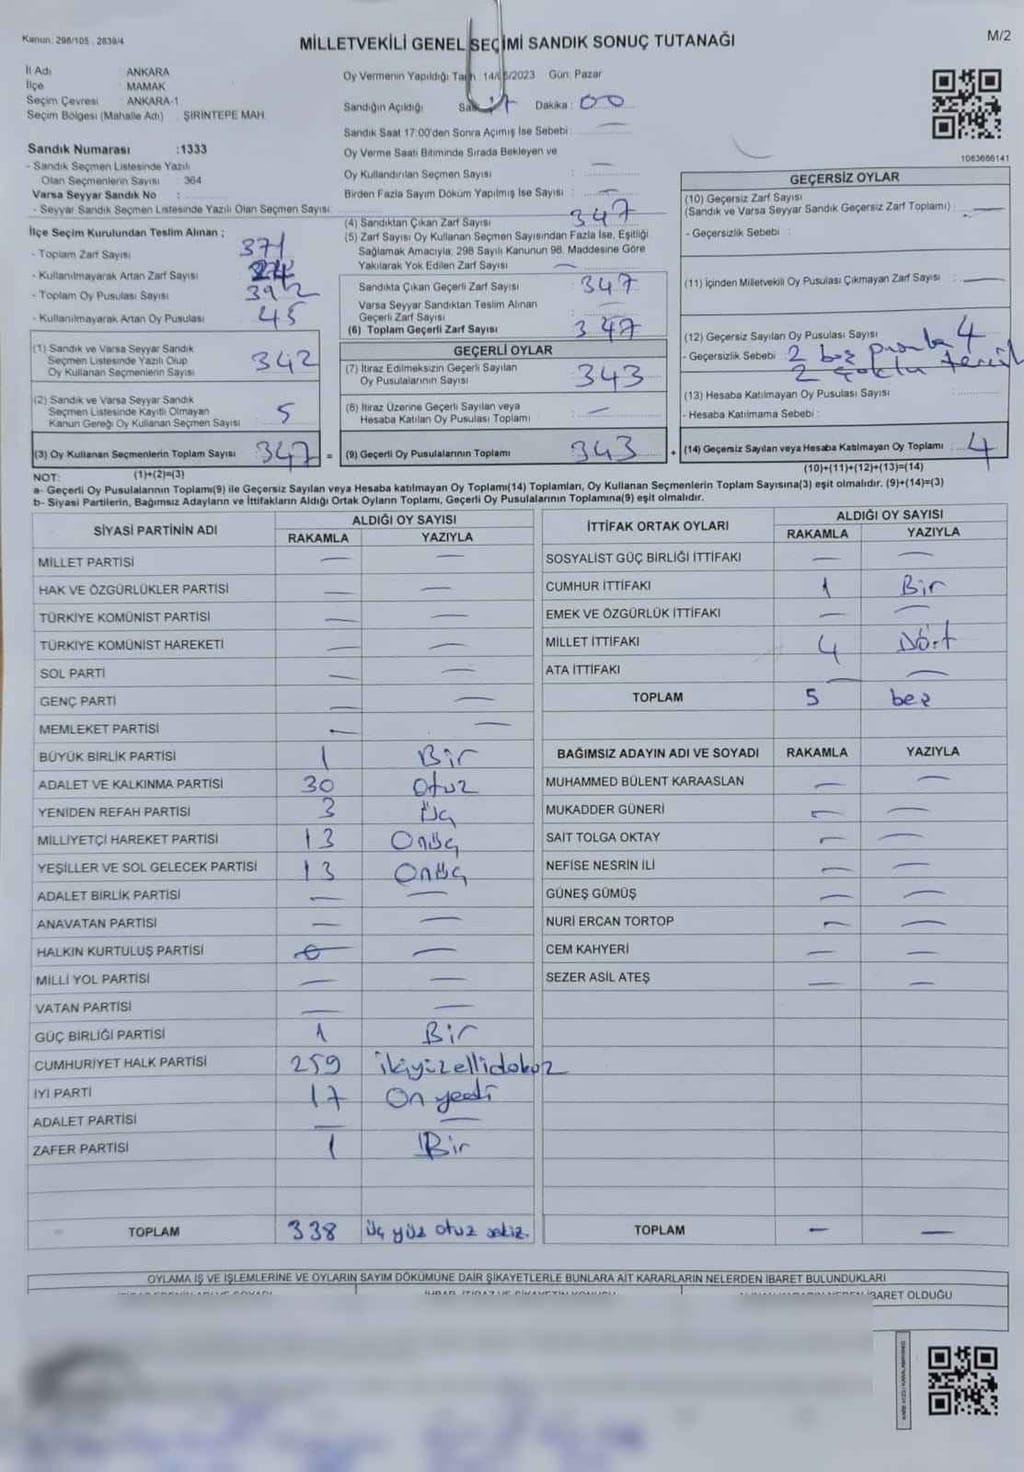 Kanun: 298/105 , 2839/4
MİLLETVEKİLİ GENEL SEÇİMİ SANDIK SONUÇ TUTANAĞI
M/2
İl Adı : ANKARA
İlçe : MAMAK
Seçim Çevresi : ANKARA-1
Seçim Bölgesi (Mahalle Adı) : ŞİRİNTEPE MAH.
Sandık Numarası :1333
- Sandık Seçmen Listesinde Yazılı
Olan Seçmenlerin Sayısı : 364
Varsa Seyyar Sandık No :
- Seyyar Sandık Seçmen Listesinde Yazılı Olan Seçmen Sayısı:
İlçe Seçim Kurulundan Teslim Alınan ;
- Toplam Zarf Sayısı : 371
- Kullanılmayarak Artan Zarf Sayısı : 24
- Toplam Oy Pusulası Sayısı : 392
- Kullanılmayarak Artan Oy Pusulası : 45
(1) Sandık ve Varsa Seyyar Sandık
Seçmen Listesinde Yazılı Olup
Oy Kullanan Seçmenlerin Sayısı 342
(2) Sandık ve Varsa Seyyar Sandık
Seçmen Listesinde Kayıtlı Olmayan
Kanun Gereği Oy Kullanan Seçmen Sayısı 5
(3) Oy Kullanan Seçmenlerin Toplam Sayısı 347 =
(1)+(2)=(3)
Oy Vermenin Yapıldığı Tarih 14/05/2023 Gün: Pazar
Sandığın Açıldığı Saat 17 Dakika : 00
Sandık Saat 17:00'den Sonra Açılmış İse Sebebi : —
Oy Verme Saati Bitiminde Sırada Bekleyen ve
Oy Kullandırılan Seçmen Sayısı : —
Birden Fazla Sayım Döküm Yapılmış İse Sayısı : —
(4) Sandıktan Çıkan Zarf Sayısı : 347
(5) Zarf Sayısı Oy Kullanan Seçmen Sayısından Fazla İse, Eşitliği
Sağlamak Amacıyla, 298 Sayılı Kanunun 98. Maddesine Göre
Yakılarak Yok Edilen Zarf Sayısı : —
Sandıkta Çıkan Geçerli Zarf Sayısı : 347
Varsa Seyyar Sandıktan Teslim Alınan
Geçerli Zarf Sayısı : —
(6) Toplam Geçerli Zarf Sayısı : 347
GEÇERLİ OYLAR
(7) İtiraz Edilmeksizin Geçerli Sayılan
Oy Pusulalarının Sayısı 343
(8) İtiraz Üzerine Geçerli Sayılan veya
Hesaba Katılan Oy Pusulası Toplamı —
(9) Geçerli Oy Pusulalarının Toplamı 343 +
1063666141
GEÇERSİZ OYLAR
(10) Geçersiz Zarf Sayısı
(Sandık ve Varsa Seyyar Sandık Geçersiz Zarf Toplamı) : —
- Geçersizlik Sebebi :
(11) İçinden Milletvekili Oy Pusulası Çıkmayan Zarf Sayısı : —
(12) Geçersiz Sayılan Oy Pusulası Sayısı : 4
- Geçersizlik Sebebi : 2 boş pusula
2 çoklu tercih
(13) Hesaba Katılmayan Oy Pusulası Sayısı :
- Hesaba Katılmama Sebebi :
(14) Geçersiz Sayılan veya Hesaba Katılmayan Oy Toplamı : 4
(10)+(11)+(12)+(13)=(14)
NOT:
a- Geçerli Oy Pusulalarının Toplamı(9) ile Geçersiz Sayılan veya Hesaba katılmayan Oy Toplamı(14) Toplamları, Oy Kullanan Seçmenlerin Toplam Sayısına(3) eşit olmalıdır. (9)+(14)=(3)
b- Siyasi Partilerin, Bağımsız Adayların ve İttifakların Aldığı Ortak Oyların Toplamı, Geçerli Oy Pusulalarının Toplamına(9) eşit olmalıdır.
SİYASİ PARTİNİN ADI ALDIĞI OY SAYISI
RAKAMLA YAZIYLA
MİLLET PARTİSİ — —
HAK VE ÖZGÜRLÜKLER PARTİSİ — —
TÜRKİYE KOMÜNİST PARTİSİ — —
TÜRKİYE KOMÜNİST HAREKETİ — —
SOL PARTİ — —
GENÇ PARTİ — —
MEMLEKET PARTİSİ — —
BÜYÜK BİRLİK PARTİSİ 1 Bir
ADALET VE KALKINMA PARTİSİ 30 Otuz
YENİDEN REFAH PARTİSİ 3 Üç
MİLLİYETÇİ HAREKET PARTİSİ 13 Onüç
YEŞİLLER VE SOL GELECEK PARTİSİ 13 Onüç
ADALET BİRLİK PARTİSİ — —
ANAVATAN PARTİSİ — —
HALKIN KURTULUŞ PARTİSİ — —
MİLLİ YOL PARTİSİ — —
VATAN PARTİSİ — —
GÜÇ BİRLİĞİ PARTİSİ 1 Bir
CUMHURİYET HALK PARTİSİ 259 ikiyüzellidokuz
İYİ PARTİ 17 On yedi
ADALET PARTİSİ — —
ZAFER PARTİSİ 1 Bir
TOPLAM 338 üç yüz otuz sekiz.
İTTİFAK ORTAK OYLARI ALDIĞI OY SAYISI
RAKAMLA YAZIYLA
SOSYALİST GÜÇ BİRLİĞİ İTTİFAKI — —
CUMHUR İTTİFAKI 1 Bir
EMEK VE ÖZGÜRLÜK İTTİFAKI — —
MİLLET İTTİFAKI 4 Dört
ATA İTTİFAKI — —
TOPLAM 5 beş
BAĞIMSIZ ADAYIN ADI VE SOYADI RAKAMLA YAZIYLA
MUHAMMED BÜLENT KARAASLAN — —
MUKADDER GÜNERİ — —
SAİT TOLGA OKTAY — —
NEFİSE NESRİN İLİ — —
GÜNEŞ GÜMÜŞ — —
NURİ ERCAN TORTOP — —
CEM KAHYERİ — —
SEZER ASİL ATEŞ — —
TOPLAM — —
OYLAMA İŞ VE İŞLEMLERİNE VE OYLARIN SAYIM DÖKÜMÜNE DAİR ŞİKAYETLERLE BUNLARA AİT KARARLARIN NELERDEN İBARET BULUNDUKLARI
İBARET OLDUĞU